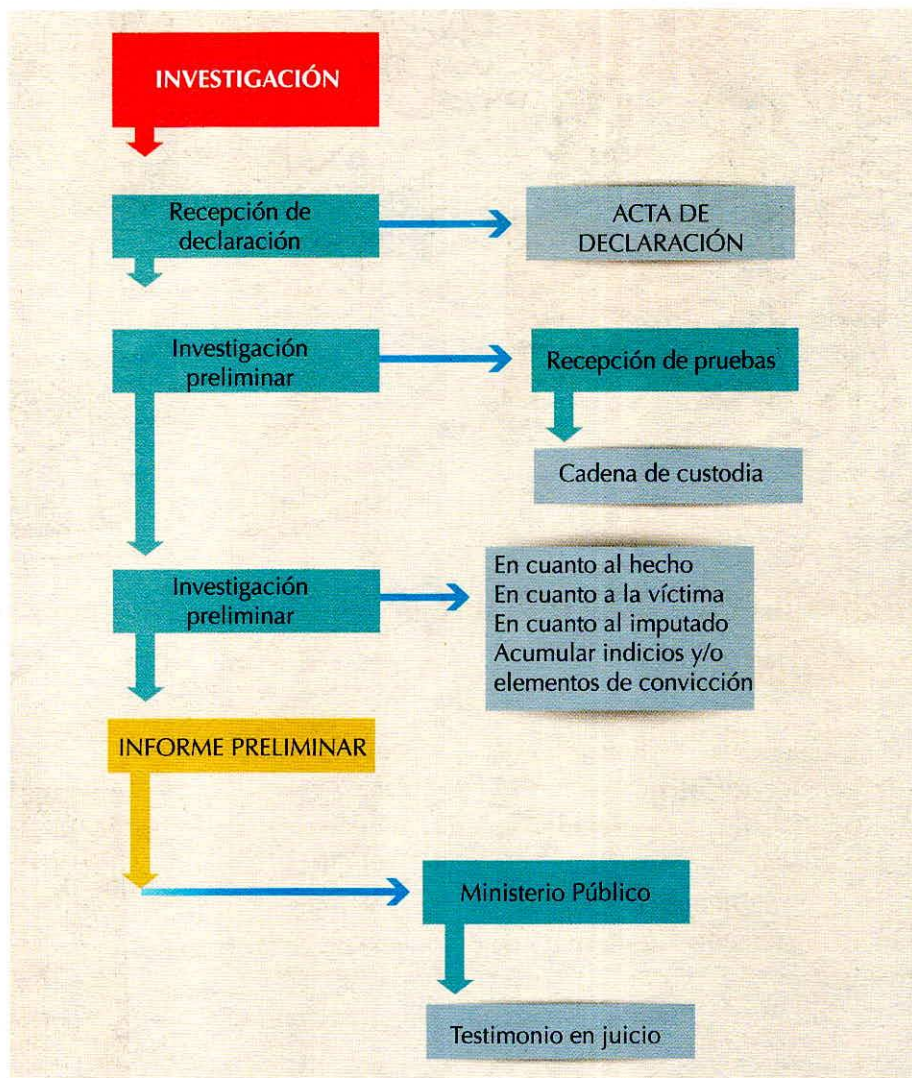 INVESTIGACIÓN
Recepción de
declaración
ACTA DE
DECLARACIÓN
Investigación
preliminar
Recepción de pruebas
Cadena de custodia
Investigación
preliminar
En cuanto al hecho
En cuanto a la víctima
En cuanto al imputado
Acumular indicios y/o
elementos de convicción
INFORME PRELIMINAR
Ministerio Público
Testimonio en juicio